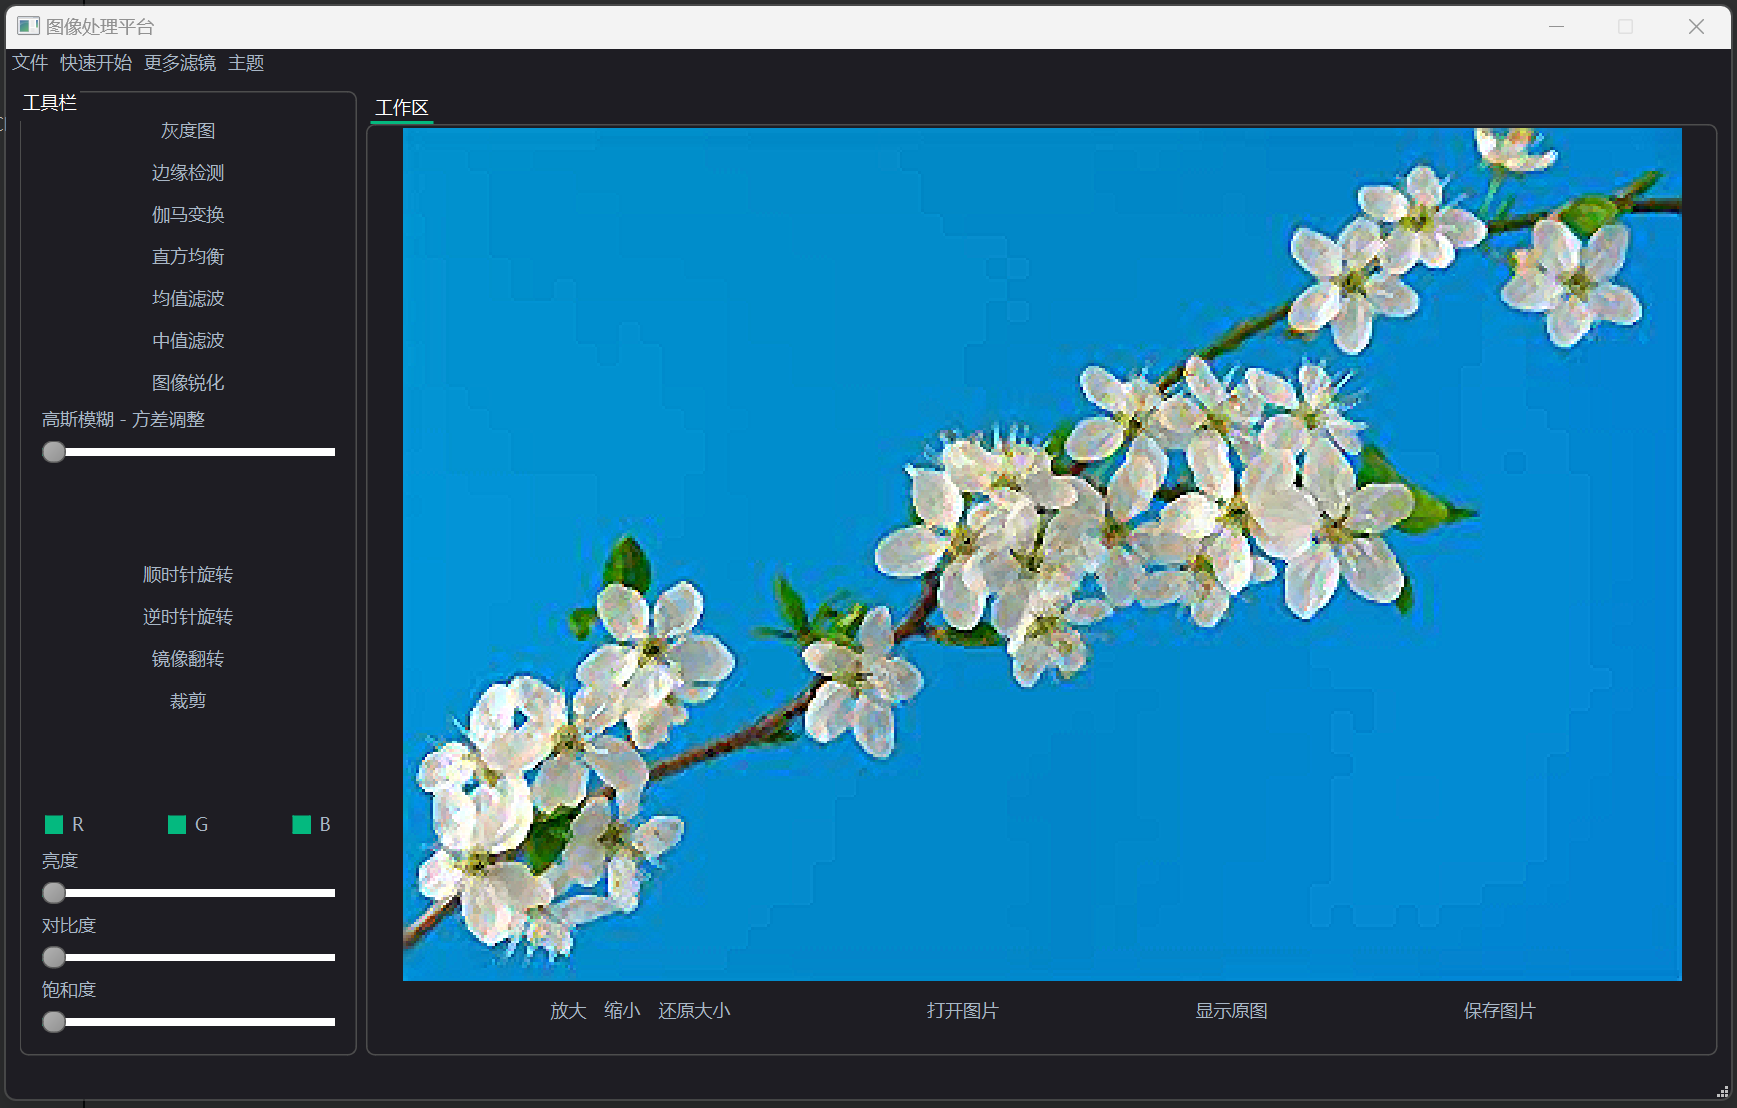 图像处理平台
文件 快速开始 更多滤镜 主题
工具栏
灰度图
边缘检测
伽马变换
直方均衡
均值滤波
中值滤波
图像锐化
高斯模糊 - 方差调整
顺时针旋转
逆时针旋转
镜像翻转
裁剪
R G B
亮度
对比度
饱和度
工作区
放大 缩小 还原大小 打开图片 显示原图 保存图片